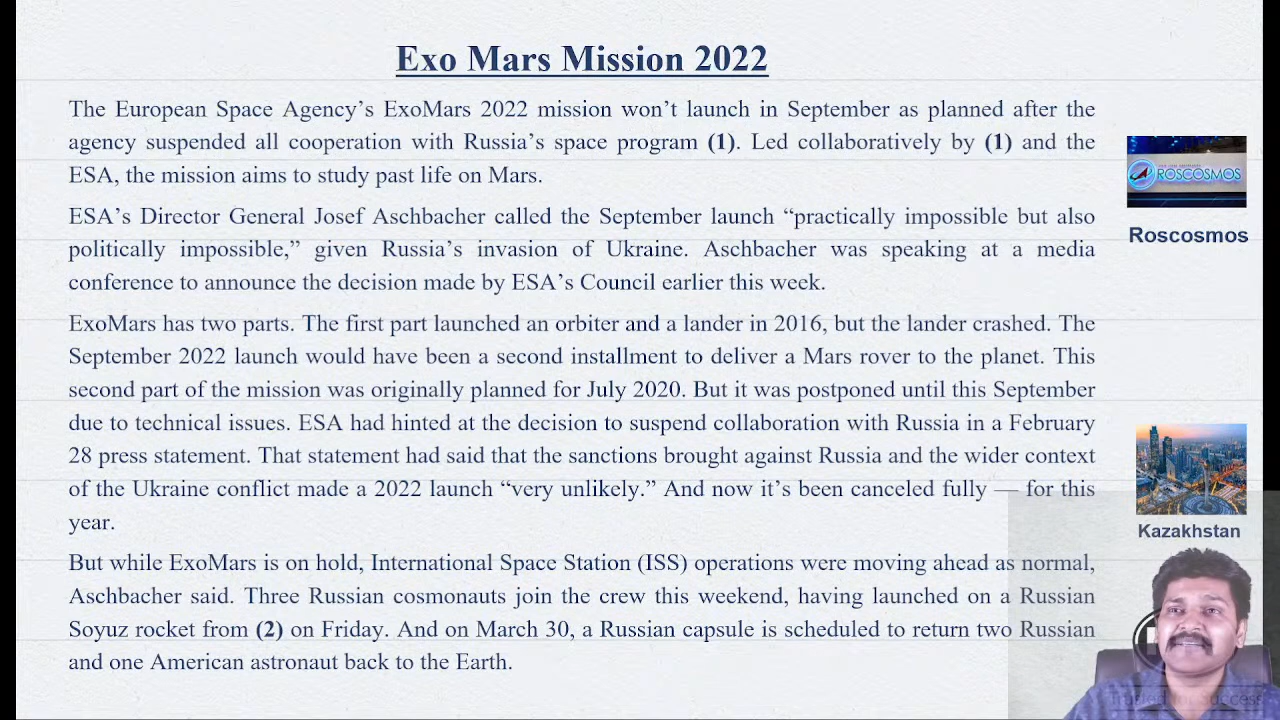 Exo Mars Mission 2022
The European Space Agency’s ExoMars 2022 mission won’t launch in September as planned after the
agency suspended all cooperation with Russia’s space program (1). Led collaboratively by (1) and the
ESA, the mission aims to study past life on Mars.
ESA’s Director General Josef Aschbacher called the September launch “practically impossible but also
politically impossible,” given Russia’s invasion of Ukraine. Aschbacher was speaking at a media
conference to announce the decision made by ESA’s Council earlier this week.
ExoMars has two parts. The first part launched an orbiter and a lander in 2016, but the lander crashed. The
September 2022 launch would have been a second installment to deliver a Mars rover to the planet. This
second part of the mission was originally planned for July 2020. But it was postponed until this September
due to technical issues. ESA had hinted at the decision to suspend collaboration with Russia in a February
28 press statement. That statement had said that the sanctions brought against Russia and the wider context
of the Ukraine conflict made a 2022 launch “very unlikely.” And now it’s been canceled fully — for this
year.
But while ExoMars is on hold, International Space Station (ISS) operations were moving ahead as normal,
Aschbacher said. Three Russian cosmonauts join the crew this weekend, having launched on a Russian
Soyuz rocket from (2) on Friday. And on March 30, a Russian capsule is scheduled to return two Russian
and one American astronaut back to the Earth.
ROSCOSMOS
Roscosmos
Kazakhstan
Trusted for Success